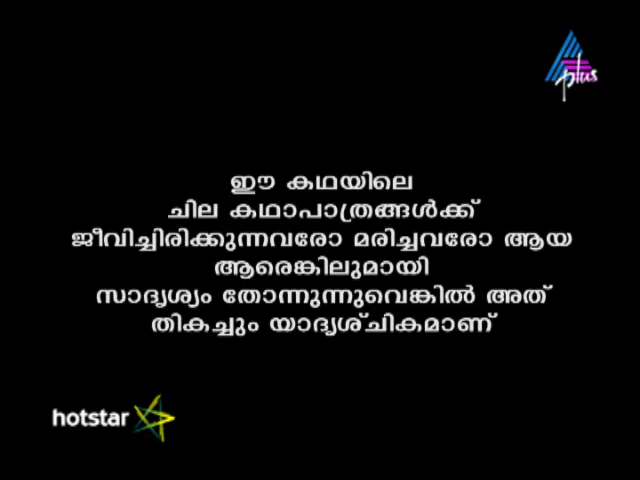 plus
ഈ കഥയിലെ
ചില കഥാപാത്രങ്ങൾക്ക്
ജീവിച്ചിരിക്കുന്നവരോ മരിച്ചവരോ ആയ
ആരെങ്കിലുമായി
സാദൃശ്യം തോന്നുന്നുവെങ്കിൽ അത്
തികച്ചും യാദൃശ്ചികമാണ്
hotstar